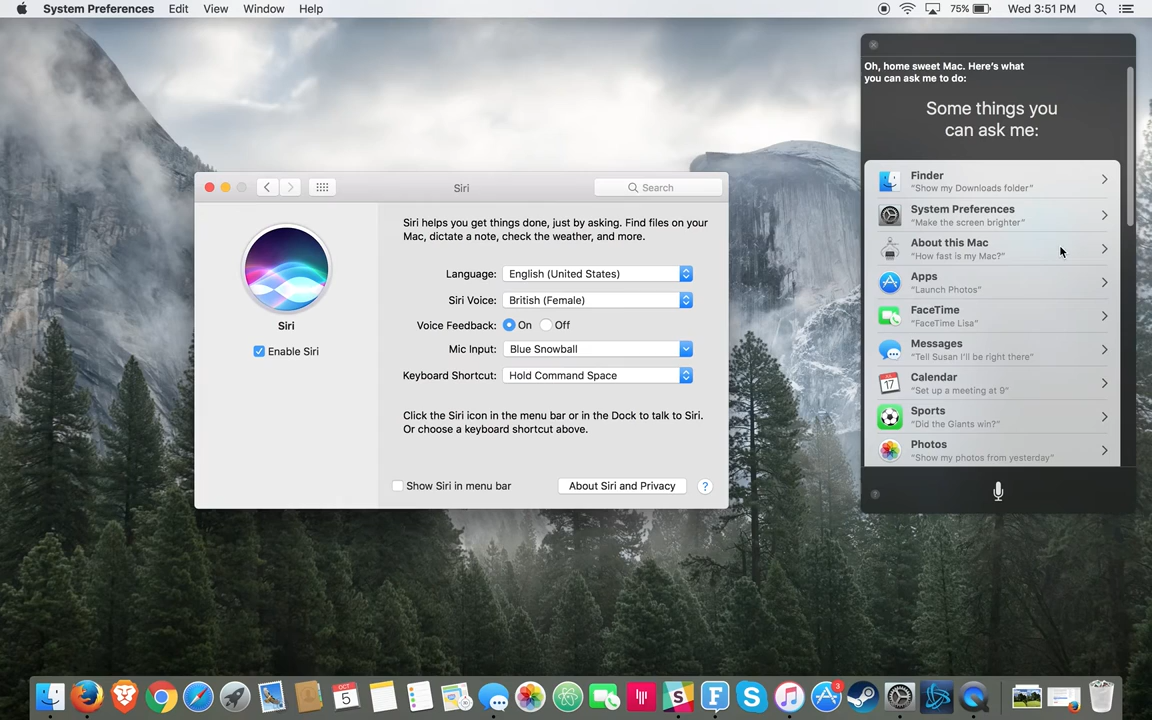 System Preferences Edit View Window Help
75% Wed 3:51 PM
Siri
Search
Siri
Enable Siri
Siri helps you get things done, just by asking. Find files on your
Mac, dictate a note, check the weather, and more.
Language: English (United States)
Siri Voice: British (Female)
Voice Feedback: On Off
Mic Input: Blue Snowball
Keyboard Shortcut: Hold Command Space
Click the Siri icon in the menu bar or in the Dock to talk to Siri.
Or choose a keyboard shortcut above.
Show Siri in menu bar
About Siri and Privacy
?
Oh, home sweet Mac. Here's what
you can ask me to do:
Some things you
can ask me:
Finder
"Show my Downloads folder"
System Preferences
"Make the screen brighter"
About this Mac
"How fast is my Mac?"
Apps
"Launch Photos"
FaceTime
"FaceTime Lisa"
Messages
"Tell Susan I'll be right there"
JUL
17
Calendar
"Set up a meeting at 9"
Sports
"Did the Giants win?"
Photos
"Show my photos from yesterday"
OCT
5
3